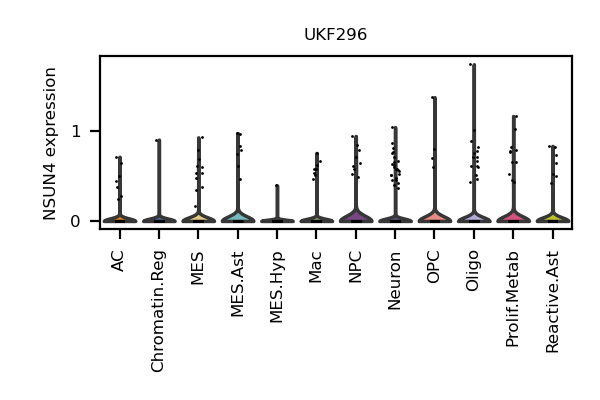 UKF296
NSUN4 expression
1
0
AC
Chromatin.Reg
MES
MES.Ast
MES.Hyp
Mac
NPC
Neuron
OPC
Oligo
Prolif.Metab
Reactive.Ast